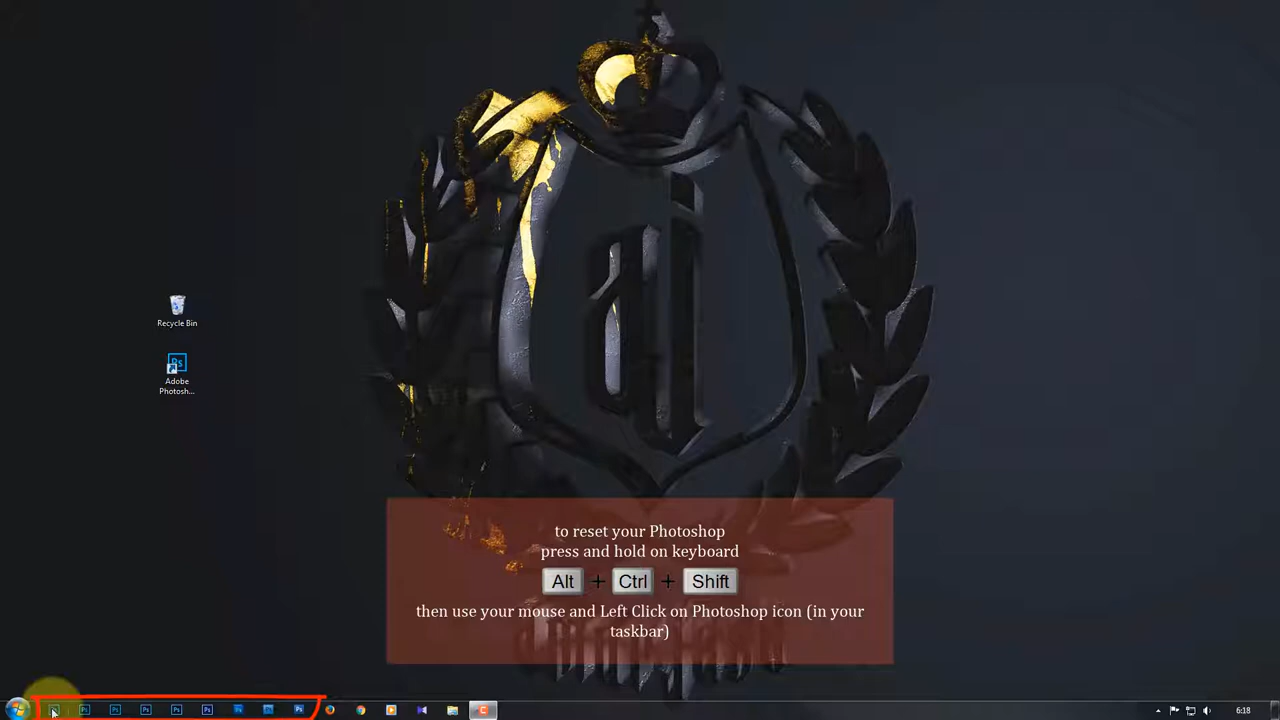 ai
Recycle Bin
Adobe
Photosh...
to reset your Photoshop
press and hold on keyboard
Alt + Ctrl + Shift
then use your mouse and Left Click on Photoshop icon (in your
taskbar)
6:18